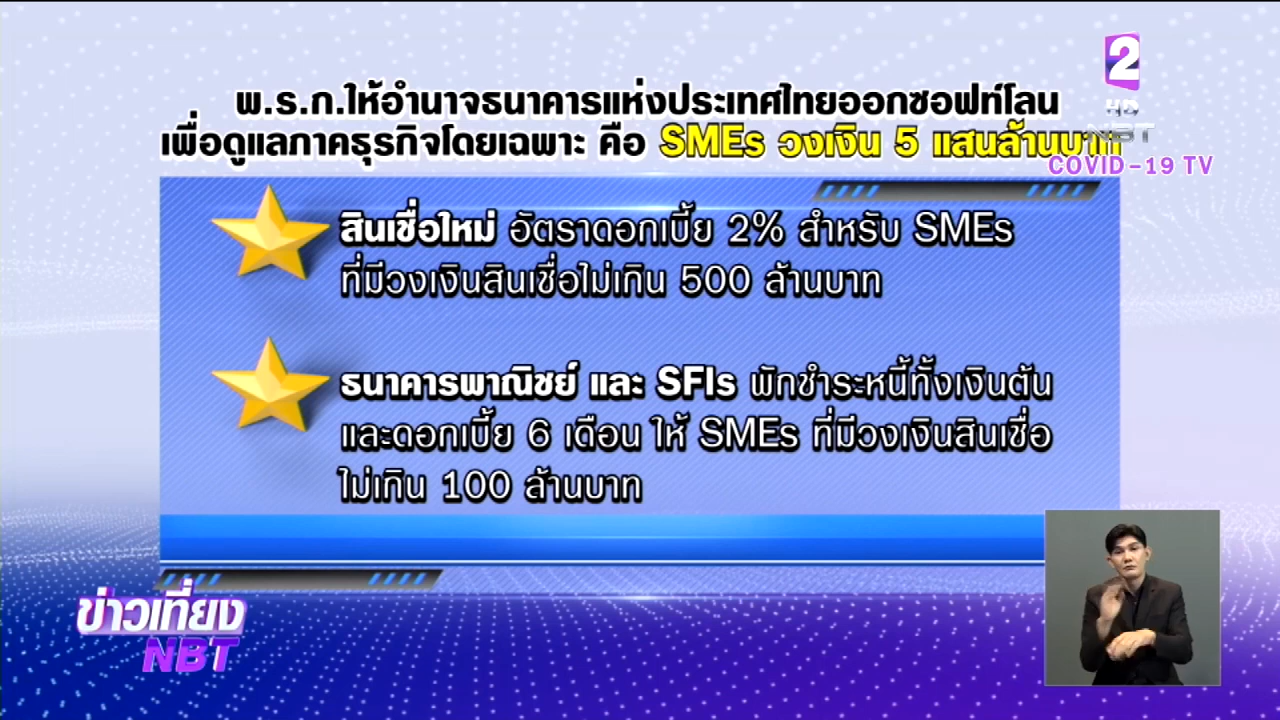 2
HD
NBT
COVID-19 TV
พ.ร.ก.ให้อำนาจธนาคารแห่งประเทศไทยออกซอฟท์โลน
เพื่อดูแลภาคธุรกิจโดยเฉพาะ คือ SMEs วงเงิน 5 แสนล้านบาท
สินเชื่อใหม่ อัตราดอกเบี้ย 2% สำหรับ SMEs
ที่มีวงเงินสินเชื่อไม่เกิน 500 ล้านบาท
ธนาคารพาณิชย์ และ SFIs พักชำระหนี้ทั้งเงินต้น
และดอกเบี้ย 6 เดือน ให้ SMEs ที่มีวงเงินสินเชื่อ
ไม่เกิน 100 ล้านบาท
ข่าวเที่ยง
NBT